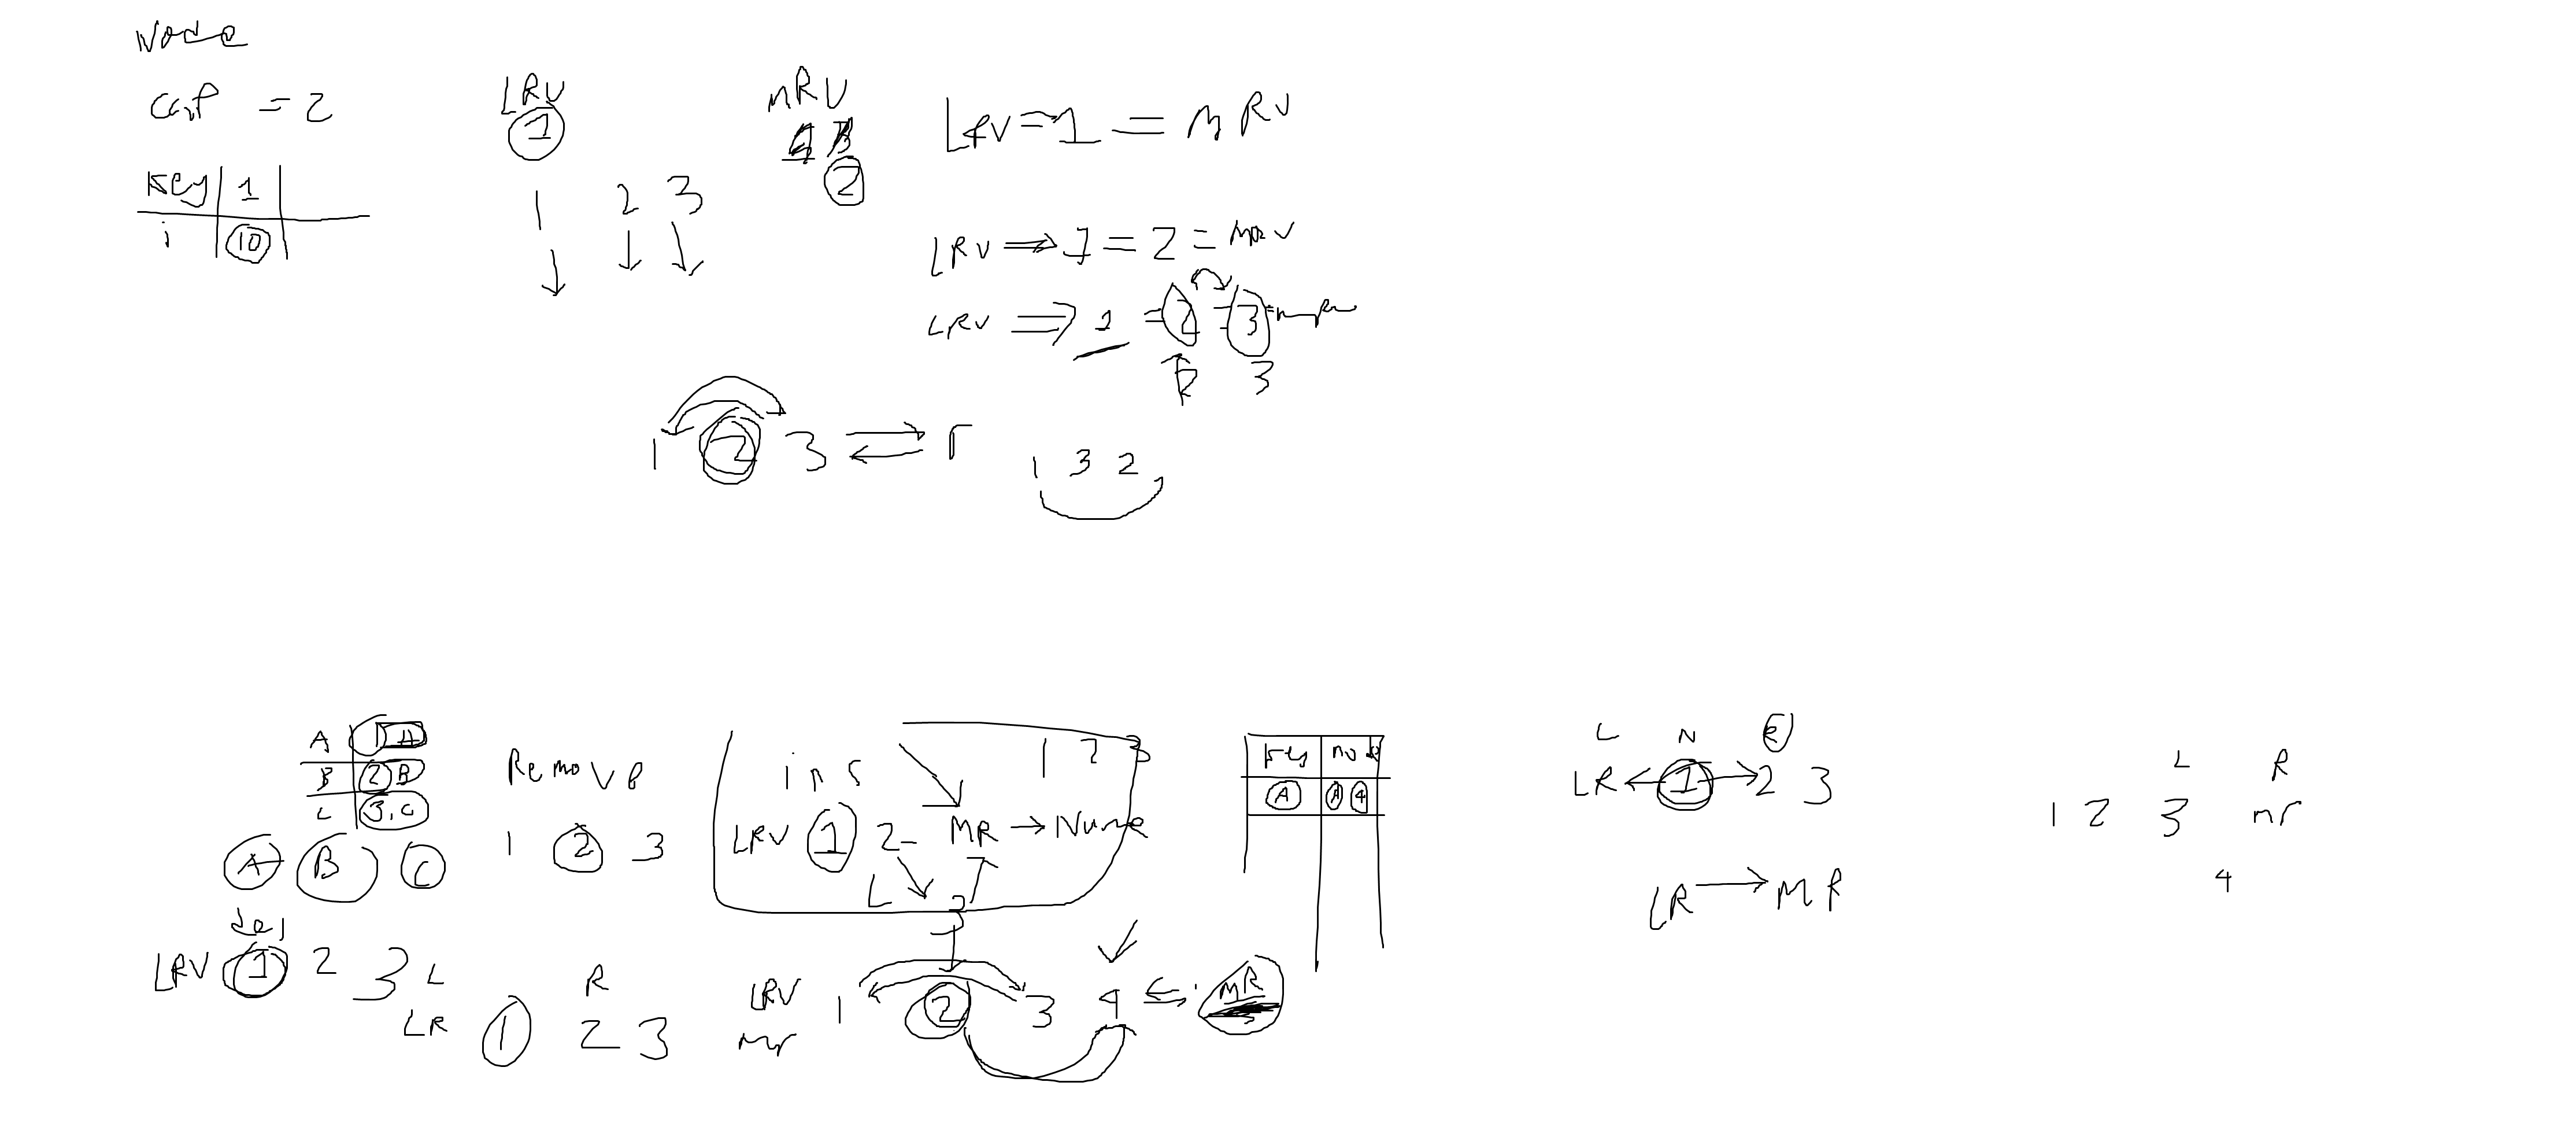 Node
cap = 2
LRU
1
MRU
2
LRU = 1 = MRU
Key 1
i 10
1 2 3
LRU ⇒ 1 = 2 = MRU
LRU ⇒ 1 = 2 = 3 = mru
3
1 2 3 ⇄ r
1 3 2
A 1 A
B 2 B
C 3, C
Remove
ins
1 2 3
key node
A A 4
L N R
LR ← 1 → 2 3
L R
1 2 3 mr
A B C
1 2 3
LRU 1 2 MR →
L 3
LR → MR
4
del
LRU 1 2 3
L R
LR 1 2 3
LRU 1 2 3 4 MR
mr